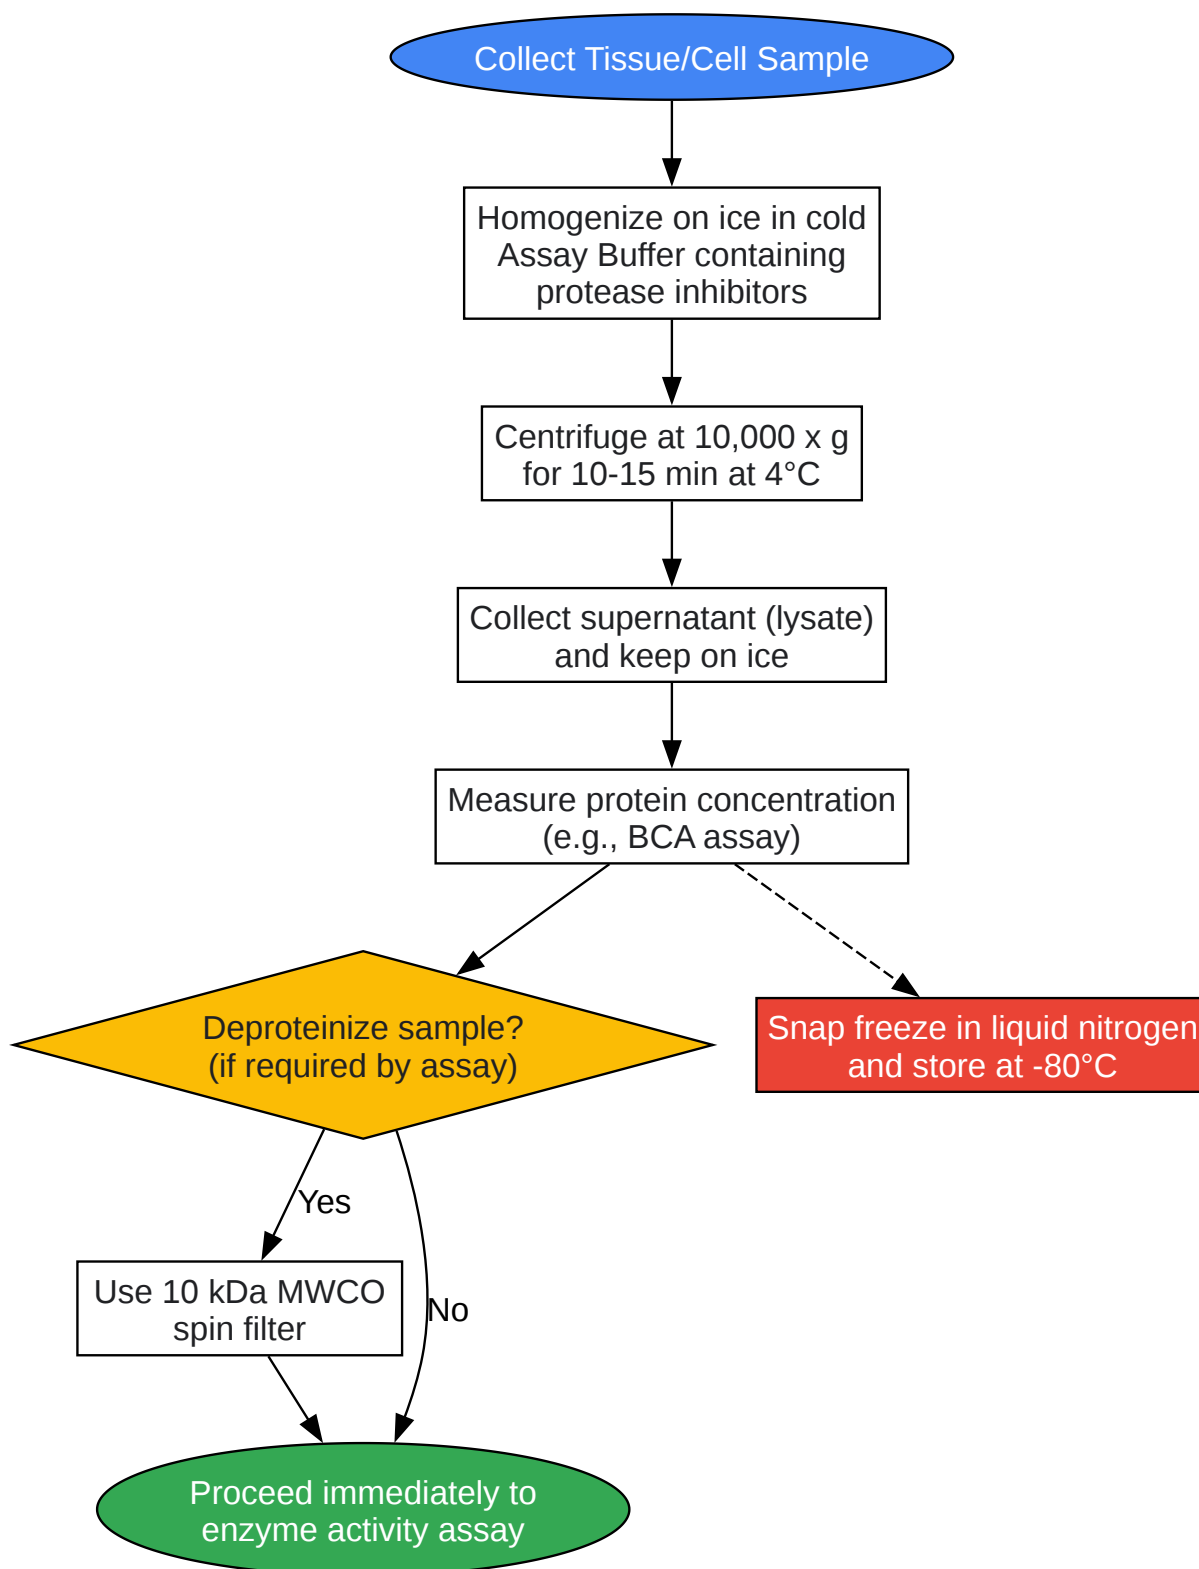 Collect Tissue/Cell Sample
Homogenize on ice in cold
Assay Buffer containing
protease inhibitors
Centrifuge at 10,000 x g
for 10-15 min at 4°C
Collect supernatant (lysate)
and keep on ice
Measure protein concentration
(e.g., BCA assay)
Deproteinize sample?
(if required by assay)
Snap freeze in liquid nitrogen
and store at -80°C
Yes
Use 10 kDa MWCO
spin filter
No
Proceed immediately to
enzyme activity assay